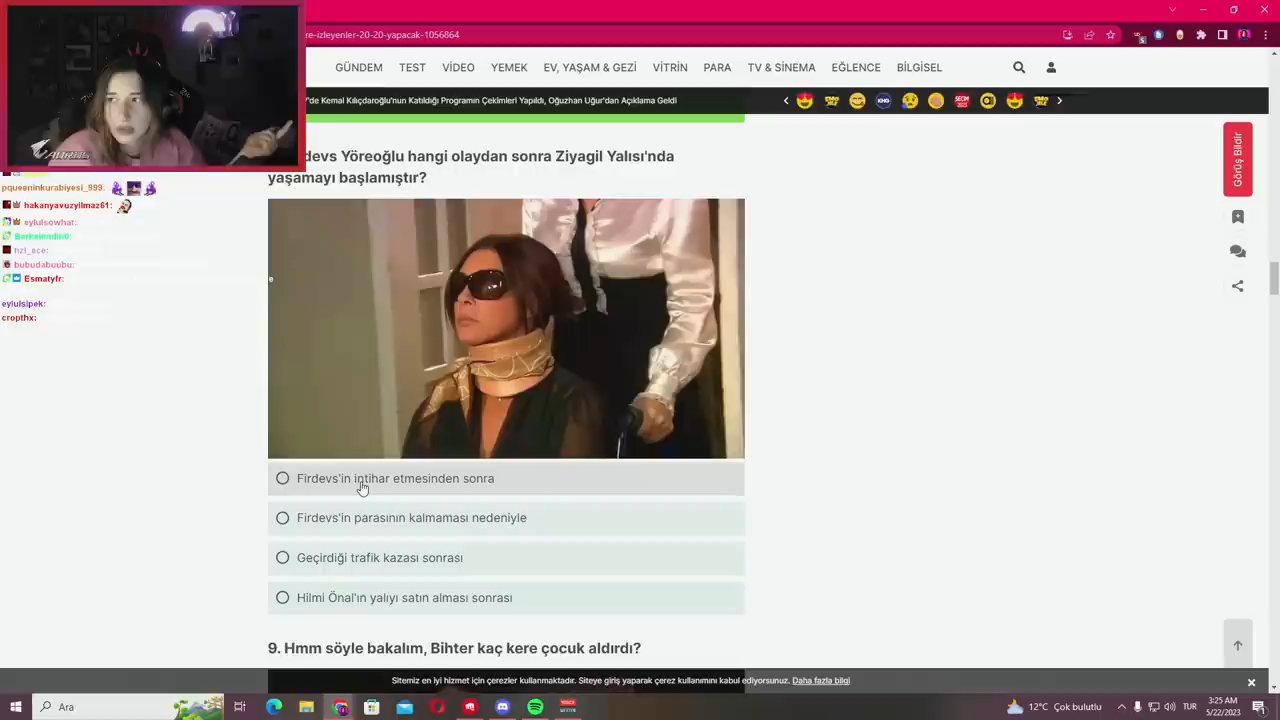 re-izleyenler-20-20-yapacak-1056864
GÜNDEM TEST VİDEO YEMEK EV, YAŞAM & GEZİ VİTRİN PARA TV & SİNEMA EĞLENCE BİLGİSEL
'de Kemal Kılıçdaroğlu'nun Katıldığı Programın Çekimleri Yapıldı, Oğuzhan Uğur'dan Açıklama Geldi
Görüş Bildir
devs Yöreoğlu hangi olaydan sonra Ziyagil Yalısı'nda
yaşamayı başlamıştır?
pqueeninkurabiyesi_999:
hakanyavuzyilmaz61:
eylulsowhat:
hzl_ace:
bubudabuubu:
Esmatyfr:
e
eylulsipek:
cropthx:
Firdevs'in intihar etmesinden sonra
Firdevs'in parasının kalmaması nedeniyle
Geçirdiği trafik kazası sonrası
Hilmi Önal'ın yalıyı satın alması sonrası
9. Hmm söyle bakalım, Bihter kaç kere çocuk aldırdı?
Sitemiz en iyi hizmet için çerezler kullanmaktadır. Siteye giriş yaparak çerez kullanımını kabul ediyorsunuz. Daha fazla bilgi
Ara
12°C Çok bulutlu
TUR
3:25 AM
5/22/2023